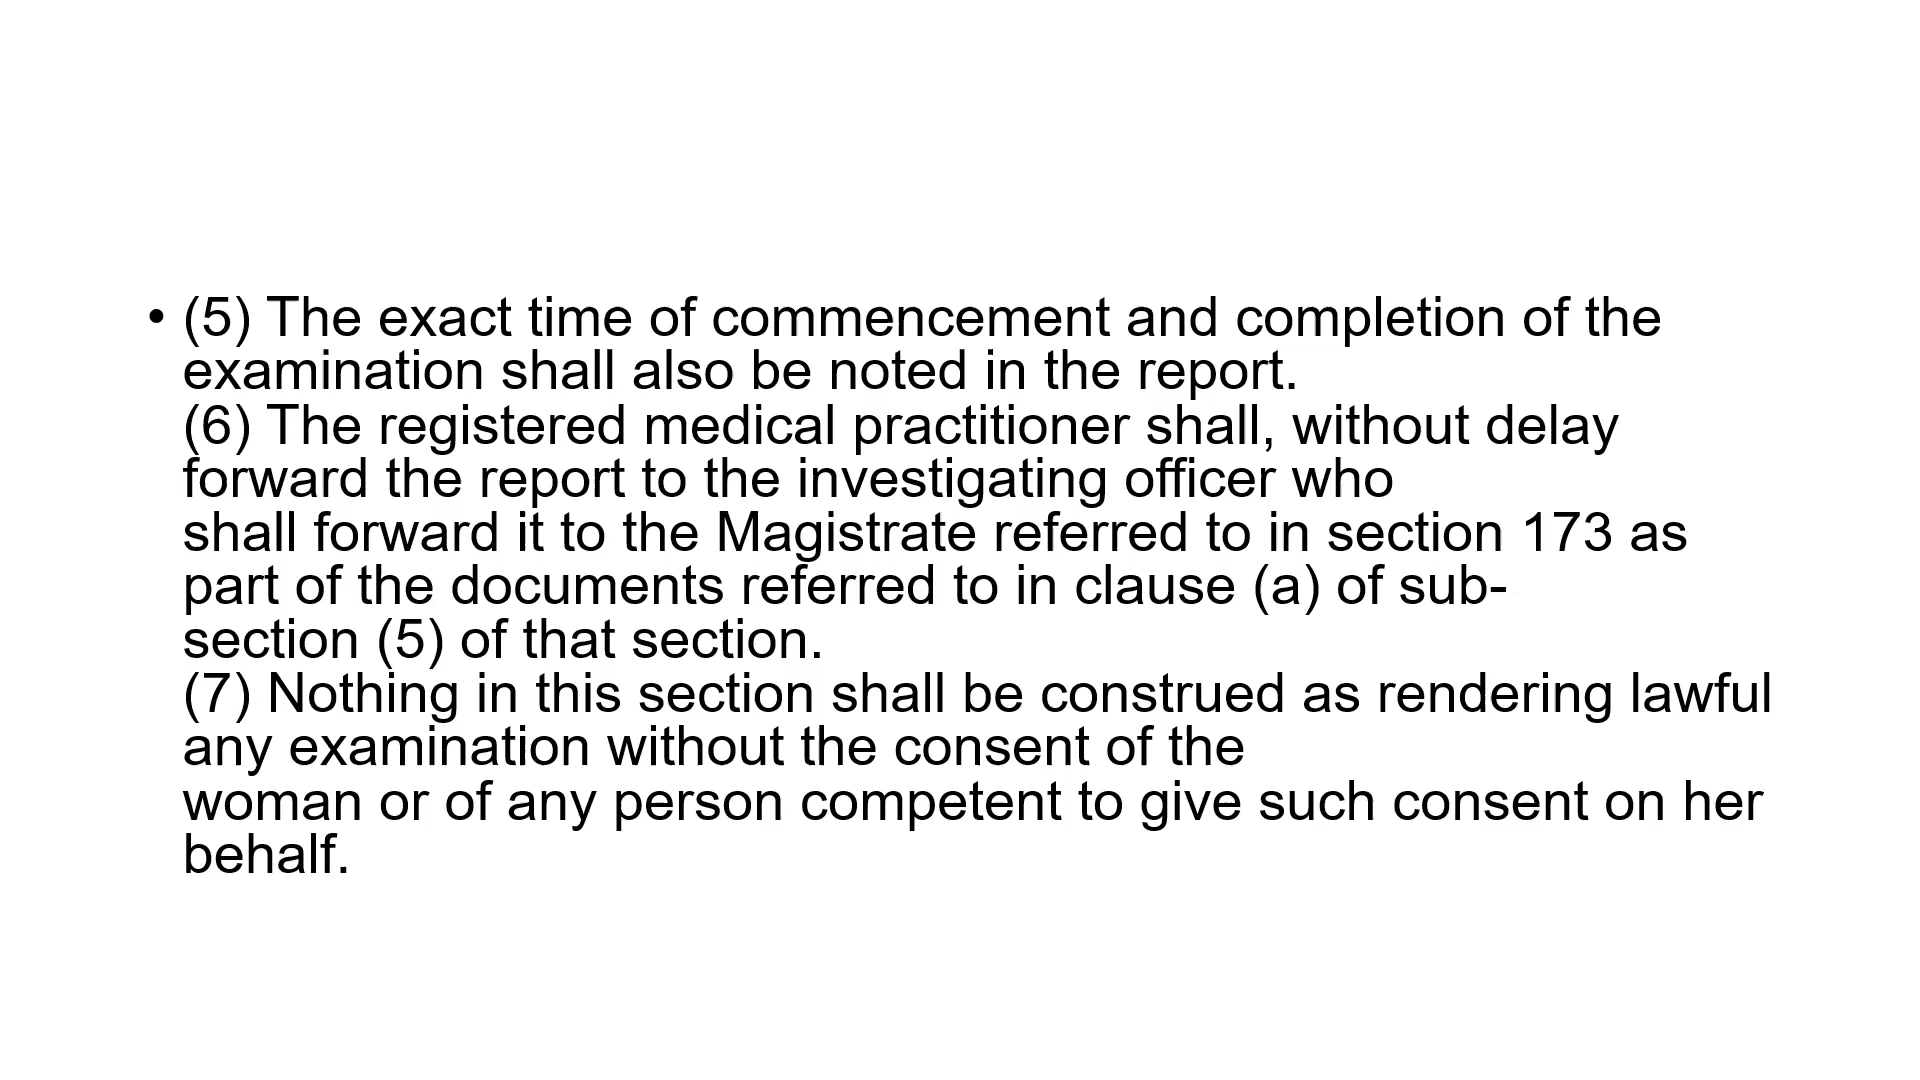 • (5) The exact time of commencement and completion of the
examination shall also be noted in the report.
(6) The registered medical practitioner shall, without delay
forward the report to the investigating officer who
shall forward it to the Magistrate referred to in section 173 as
part of the documents referred to in clause (a) of sub-
section (5) of that section.
(7) Nothing in this section shall be construed as rendering lawful
any examination without the consent of the
woman or of any person competent to give such consent on her
behalf.